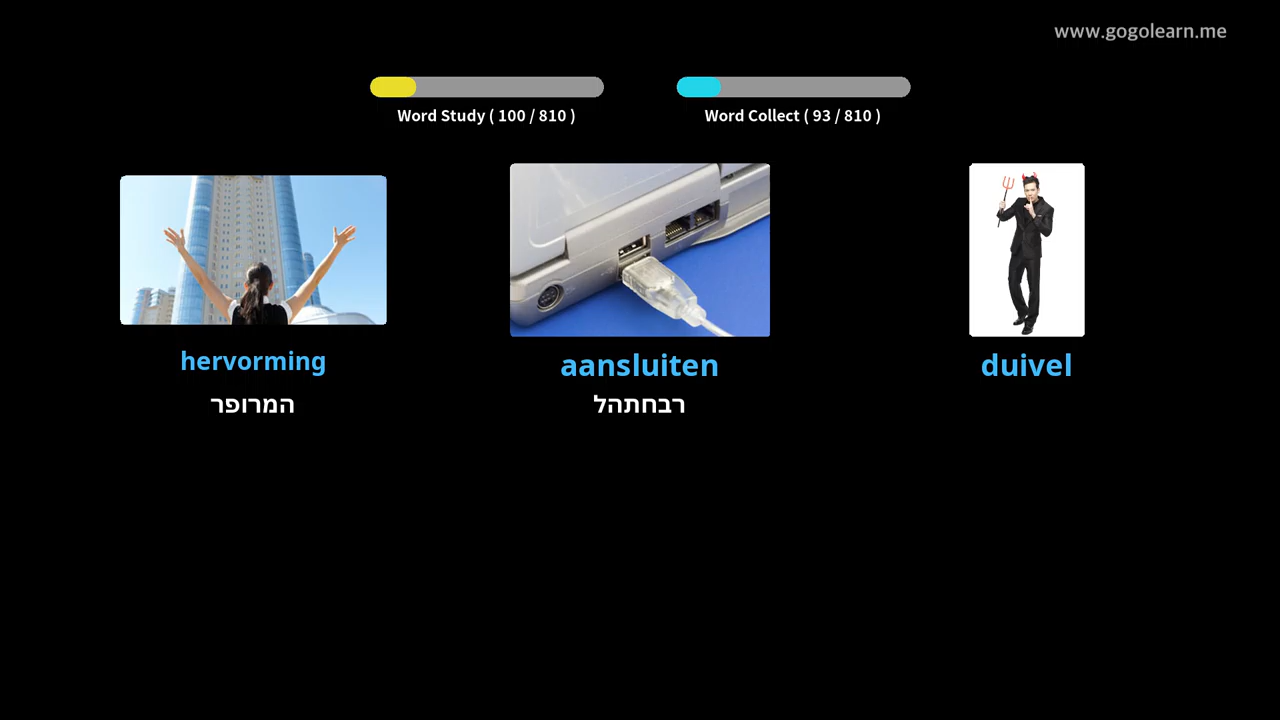 www.gogolearn.me
Word Study ( 100 / 810 )
Word Collect ( 93 / 810 )
hervorming
המרופר
aansluiten
רבחתהל
duivel